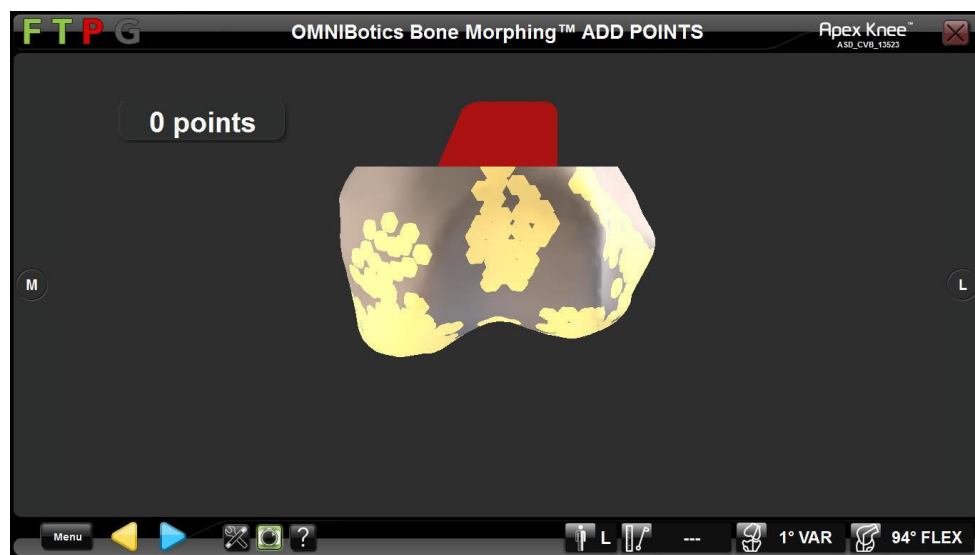 F T P G
OMNIBotics Bone Morphing™ ADD POINTS
Apex Knee™
ASD_CVB_13523
0 points
M
L
Menu
?
L
---
1° VAR
94° FLEX